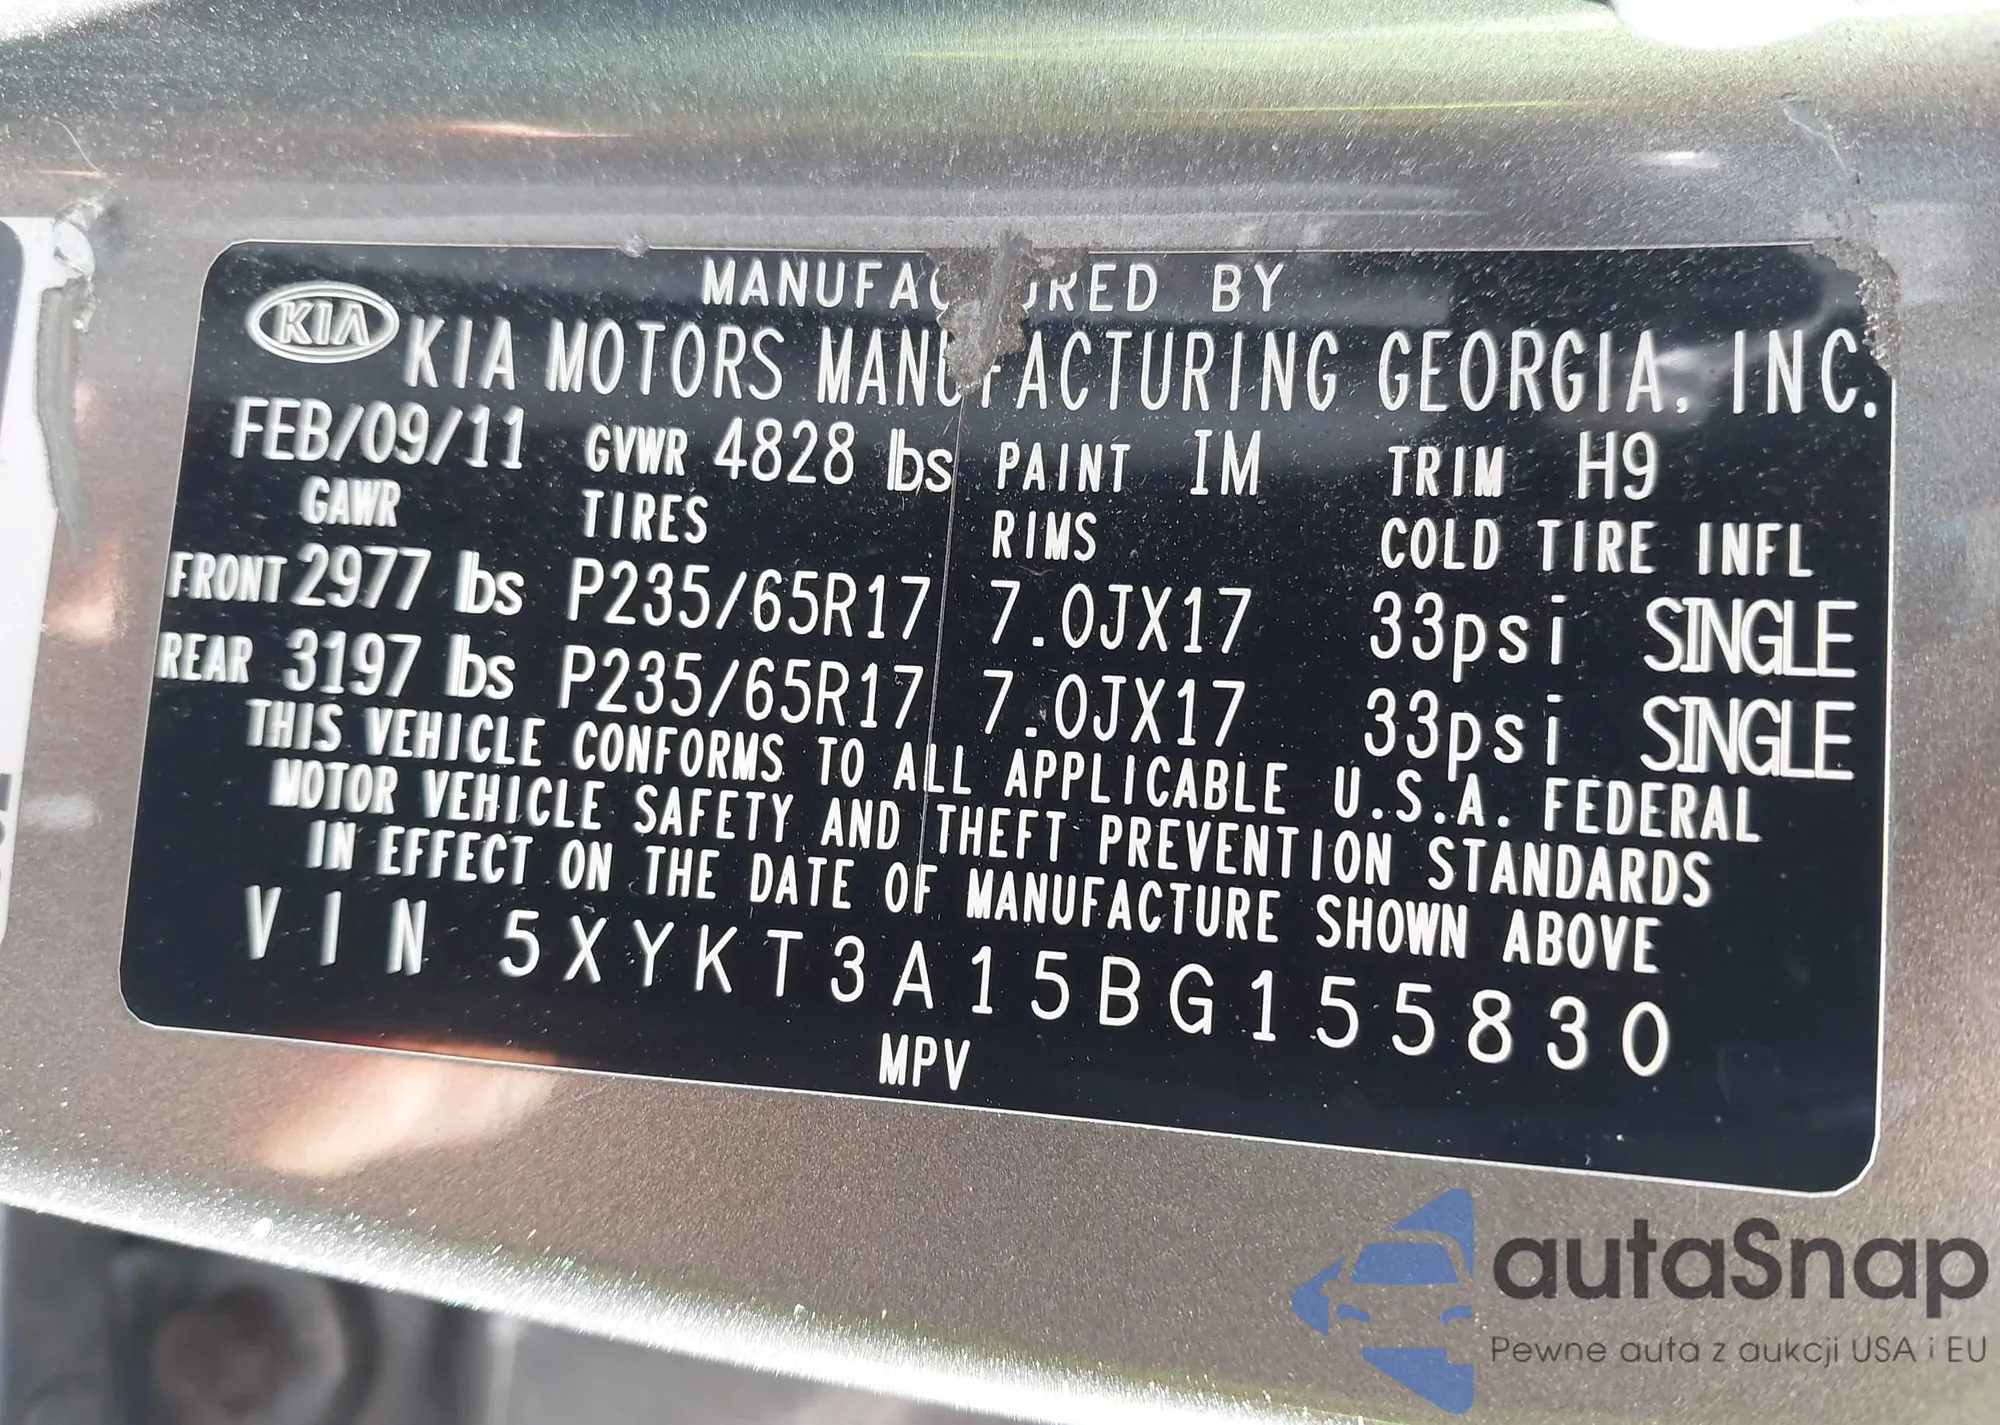 MANUFACTURED BY
KIA KIA MOTORS MANUFACTURING GEORGIA, INC.
FEB/09/11 GVWR 4828 lbs PAINT IM TRIM H9
GAWR TIRES RIMS COLD TIRE INFL
FRONT 2977 lbs P235/65R17 7.0JX17 33psi SINGLE
REAR 3197 lbs P235/65R17 7.0JX17 33psi SINGLE
THIS VEHICLE CONFORMS TO ALL APPLICABLE U.S.A. FEDERAL
MOTOR VEHICLE SAFETY AND THEFT PREVENTION STANDARDS
IN EFFECT ON THE DATE OF MANUFACTURE SHOWN ABOVE
VIN 5XYKT3A15BG155830
MPV
autaSnap
Pewne auta z aukcji USA i EU